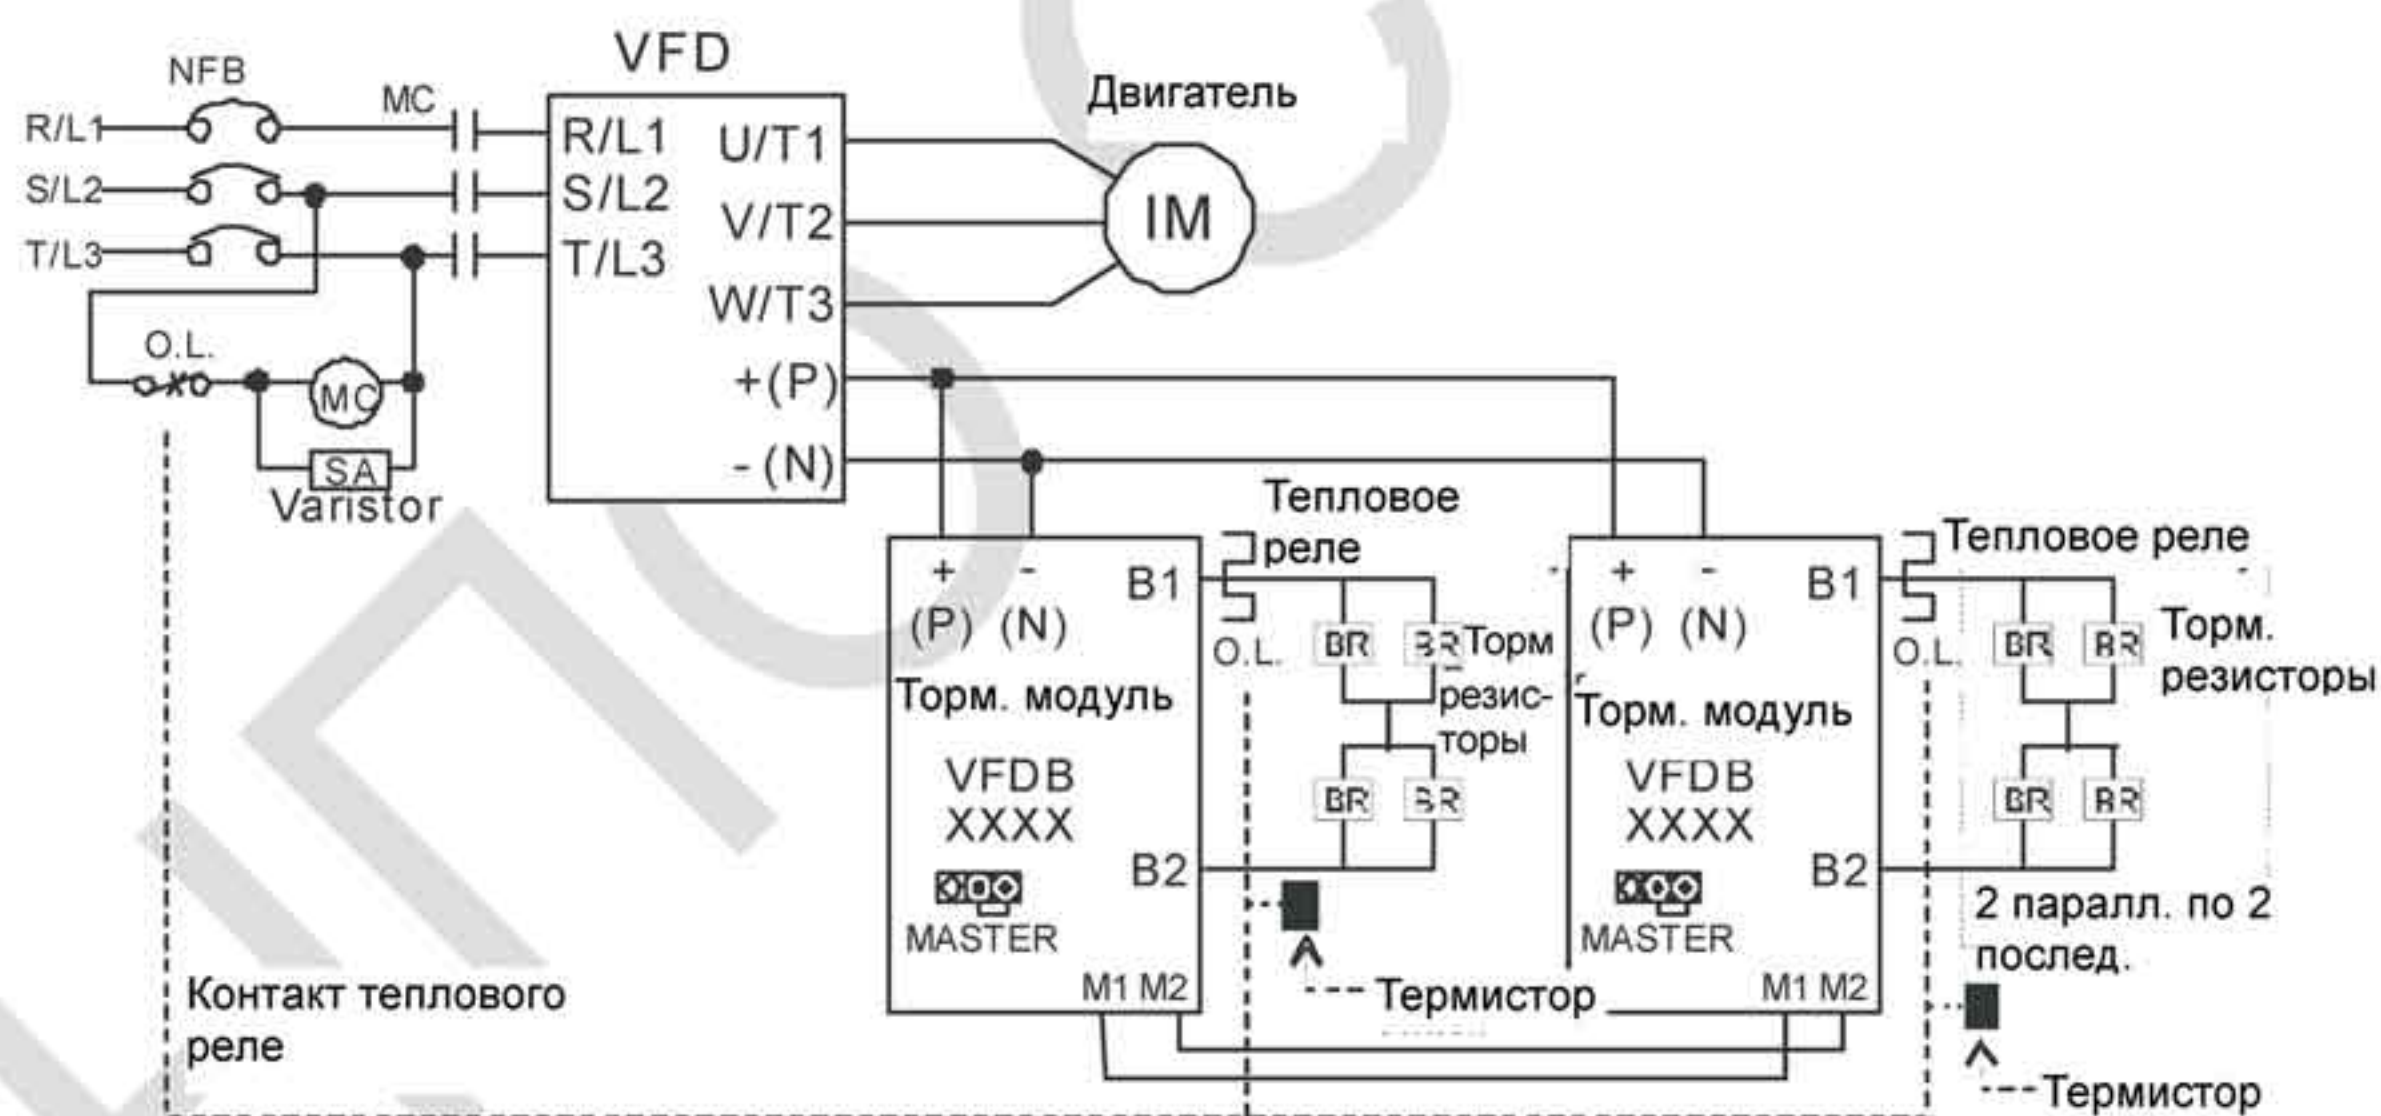 VFD
NFB
MC
Двигатель
R/L1
S/L2
T/L3
R/L1
S/L2
T/L3
U/T1
V/T2
W/T3
+(P)
-(N)
IM
O.L.
MC
SA
Varistor
Тепловое
реле
Тепловое реле
+ -
(P) (N)
B1
O.L.
BR
BR
Торм
резис-
торы
Торм. модуль
VFDB
XXXX
BR
BR
B2
MASTER
M1 M2
Термистор
+ -
(P) (N)
B1
O.L.
BR
BR
Торм.
резисторы
Торм. модуль
VFDB
XXXX
BR
BR
B2
MASTER
M1 M2
2 паралл. по 2
послед.
Термистор
Контакт теплового
реле